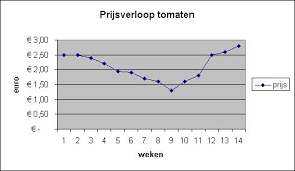 Prijsverloop tomaten
€ 3,00
€ 2,50
€ 2,00
€ 1,50
€ 1,00
€ 0,50
€ -
euro
1 2 3 4 5 6 7 8 9 10 11 12 13 14
weken
prijs